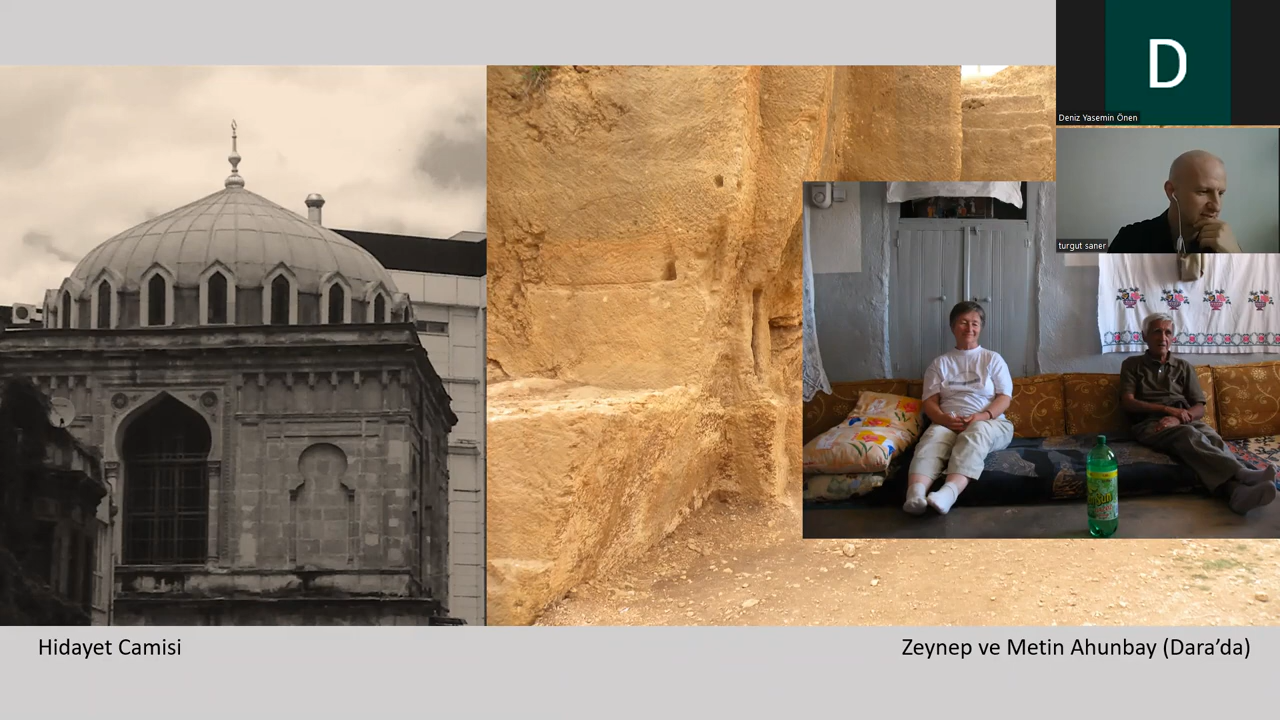 D
Deniz Yasemin Önen
turgut saner
Hidayet Camisi
Zeynep ve Metin Ahunbay (Dara’da)